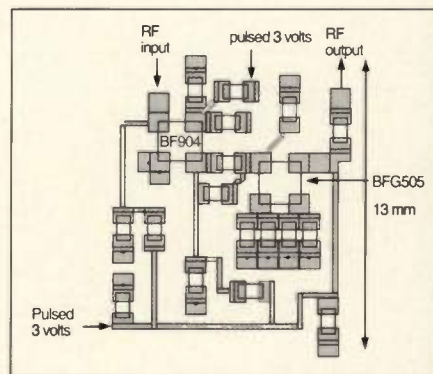 RF
input
pulsed 3 volts
RF
output
BF904
BFG505
13 mm
Pulsed
3 volts